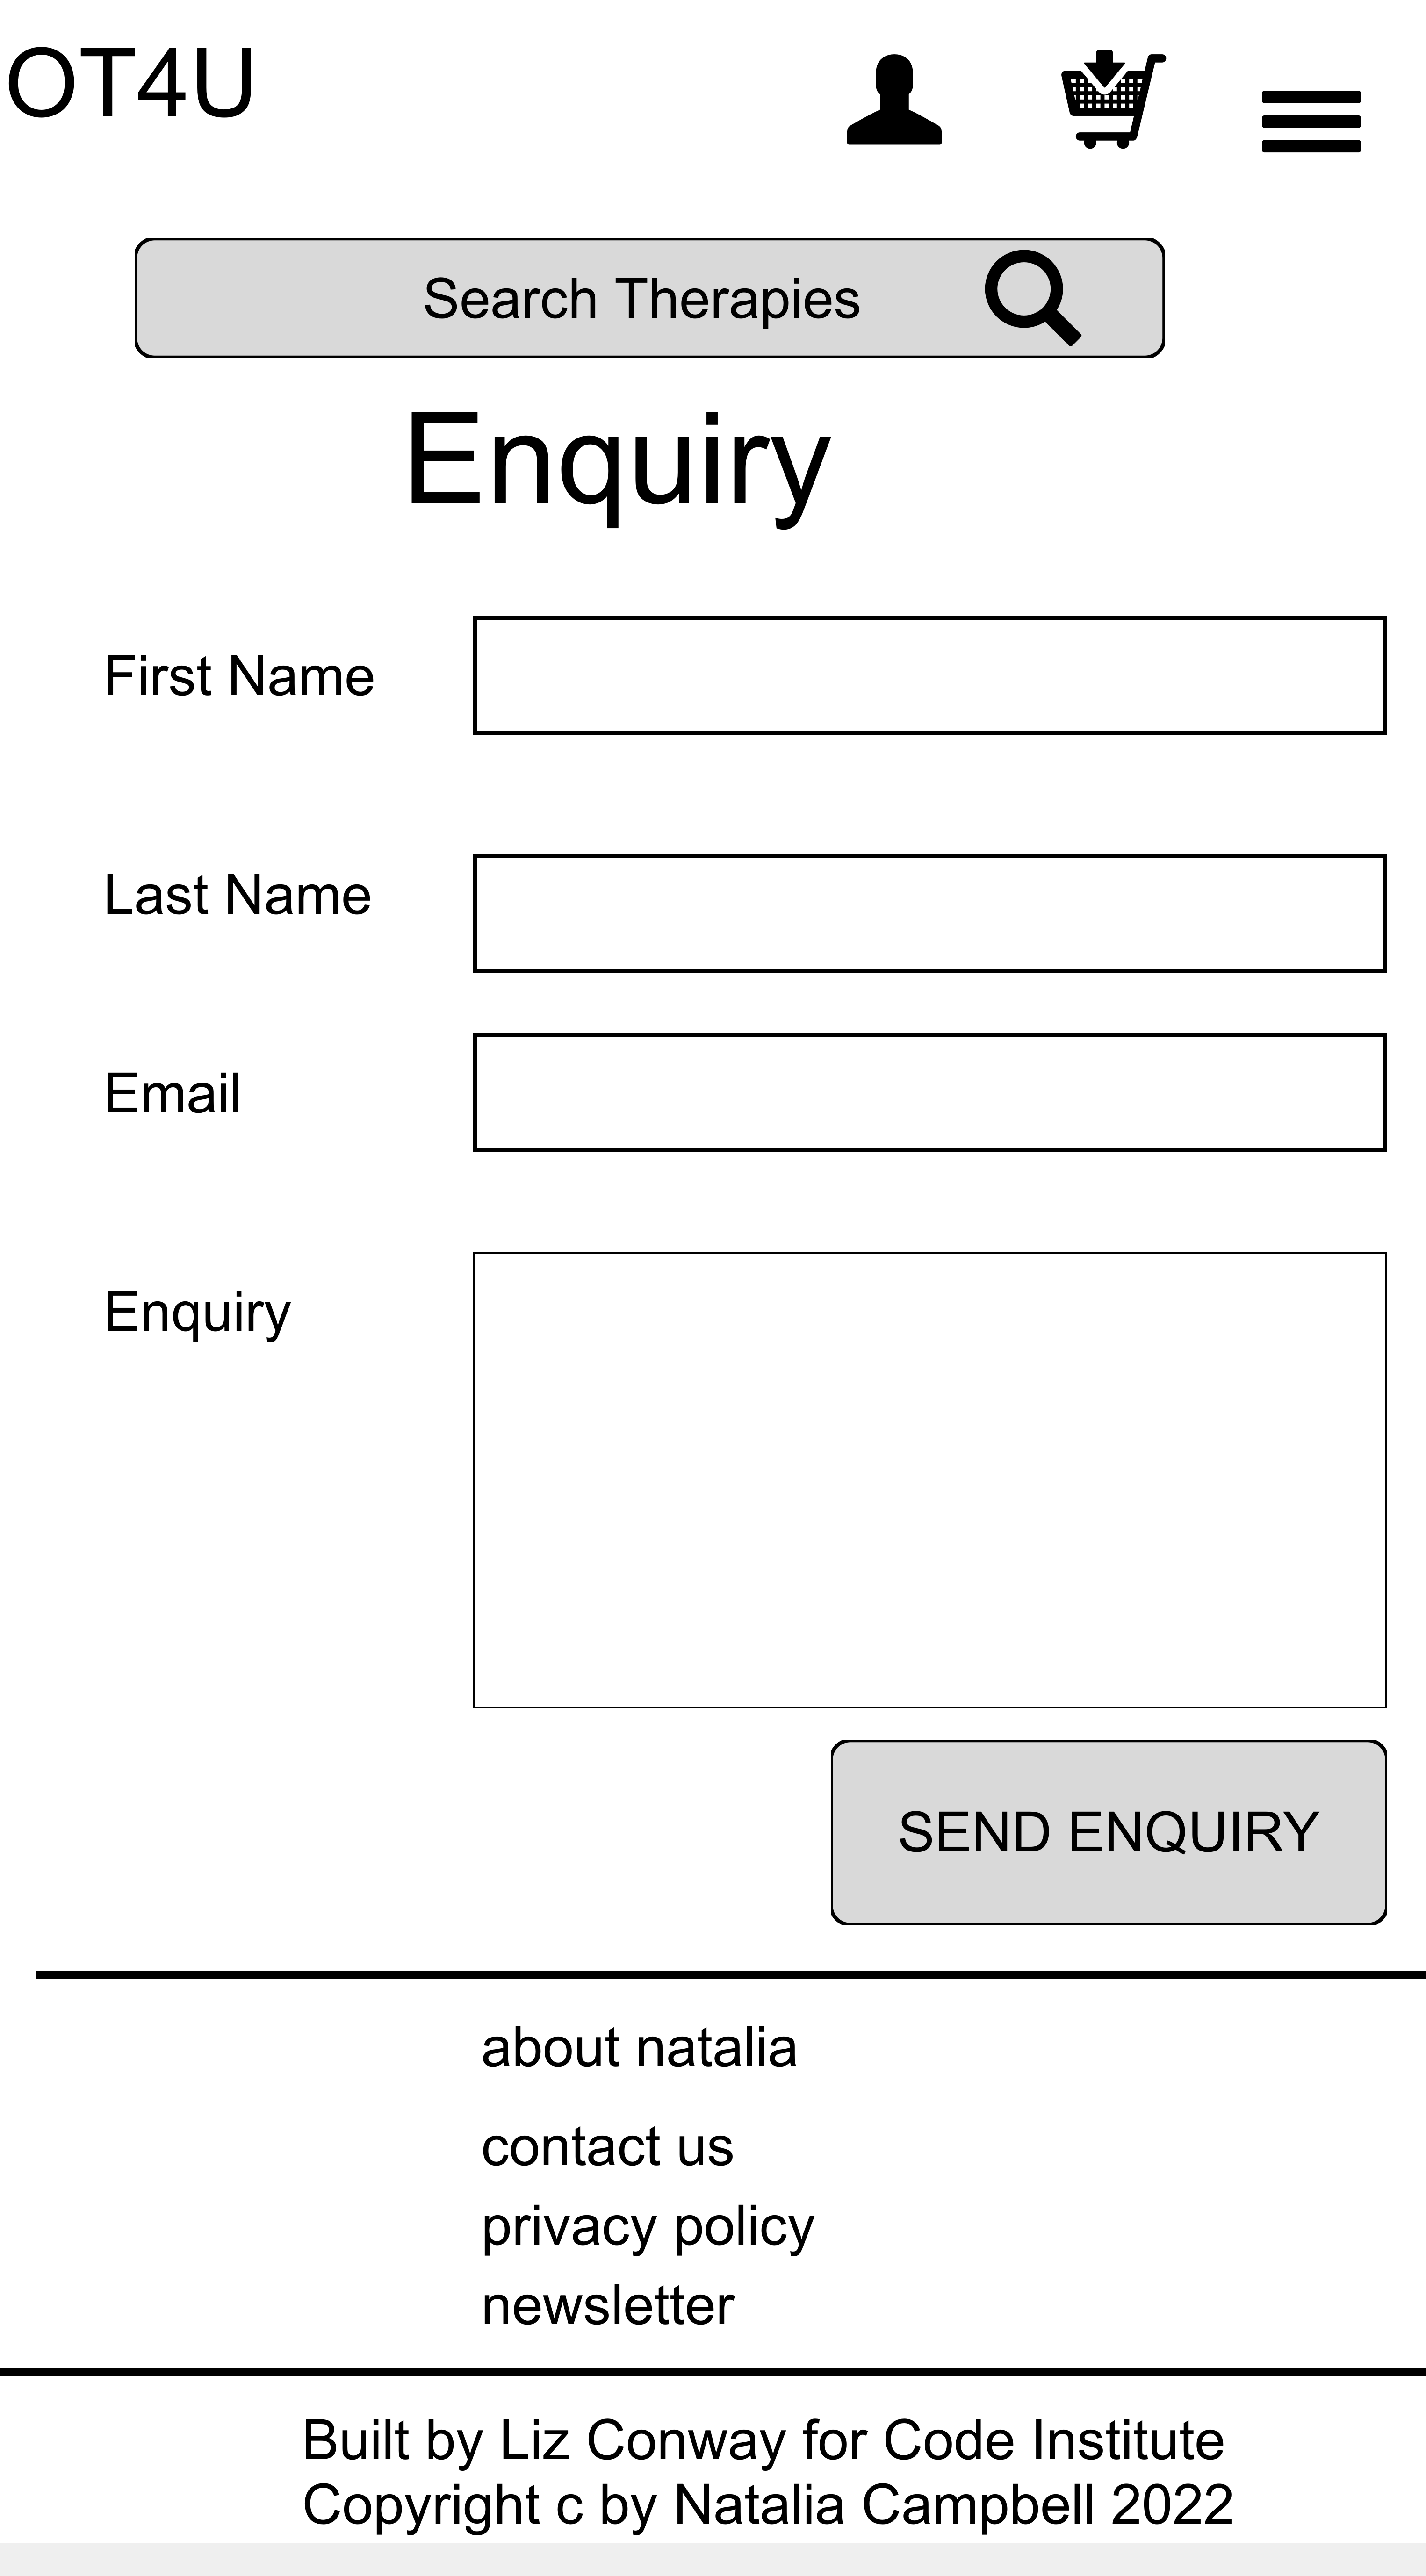 OT4U
Search Therapies
Enquiry
First Name
Last Name
Email
Enquiry
SEND ENQUIRY
about natalia
contact us
privacy policy
newsletter
Built by Liz Conway for Code Institute
Copyright c by Natalia Campbell 2022